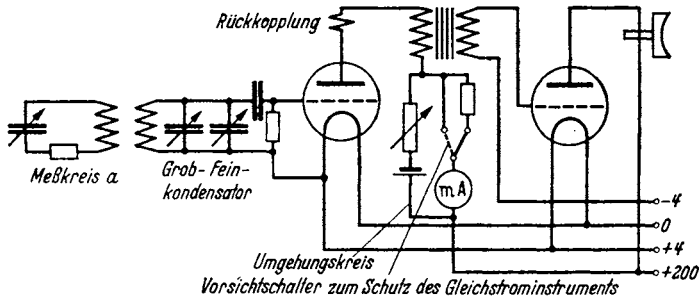 Rückkopplung
Meßkreis a
Grob- Fein-
kondensator
mA
-4
0
+4
+200
Umgehungskreis
Vorsichtschalter zum Schutz des Gleichstrominstruments